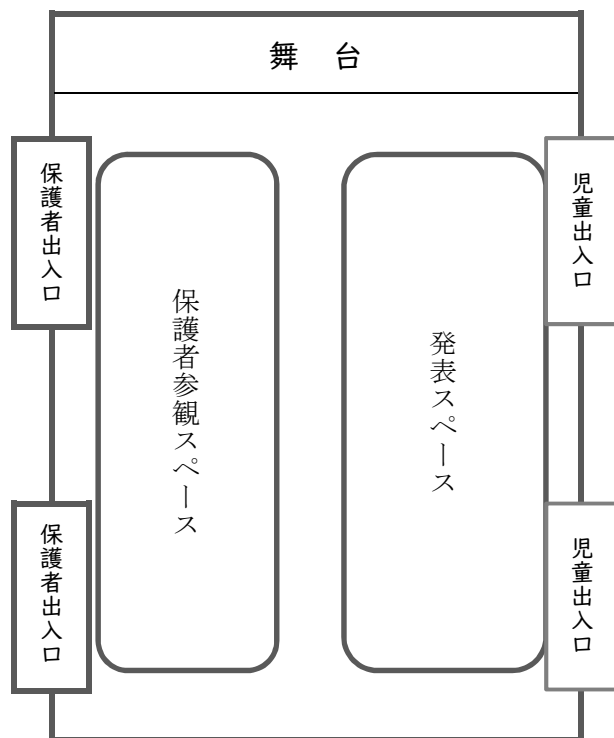 舞　台
保護者出入口
児童出入口
保護者参観スペース
発表スペース
保護者出入口
児童出入口